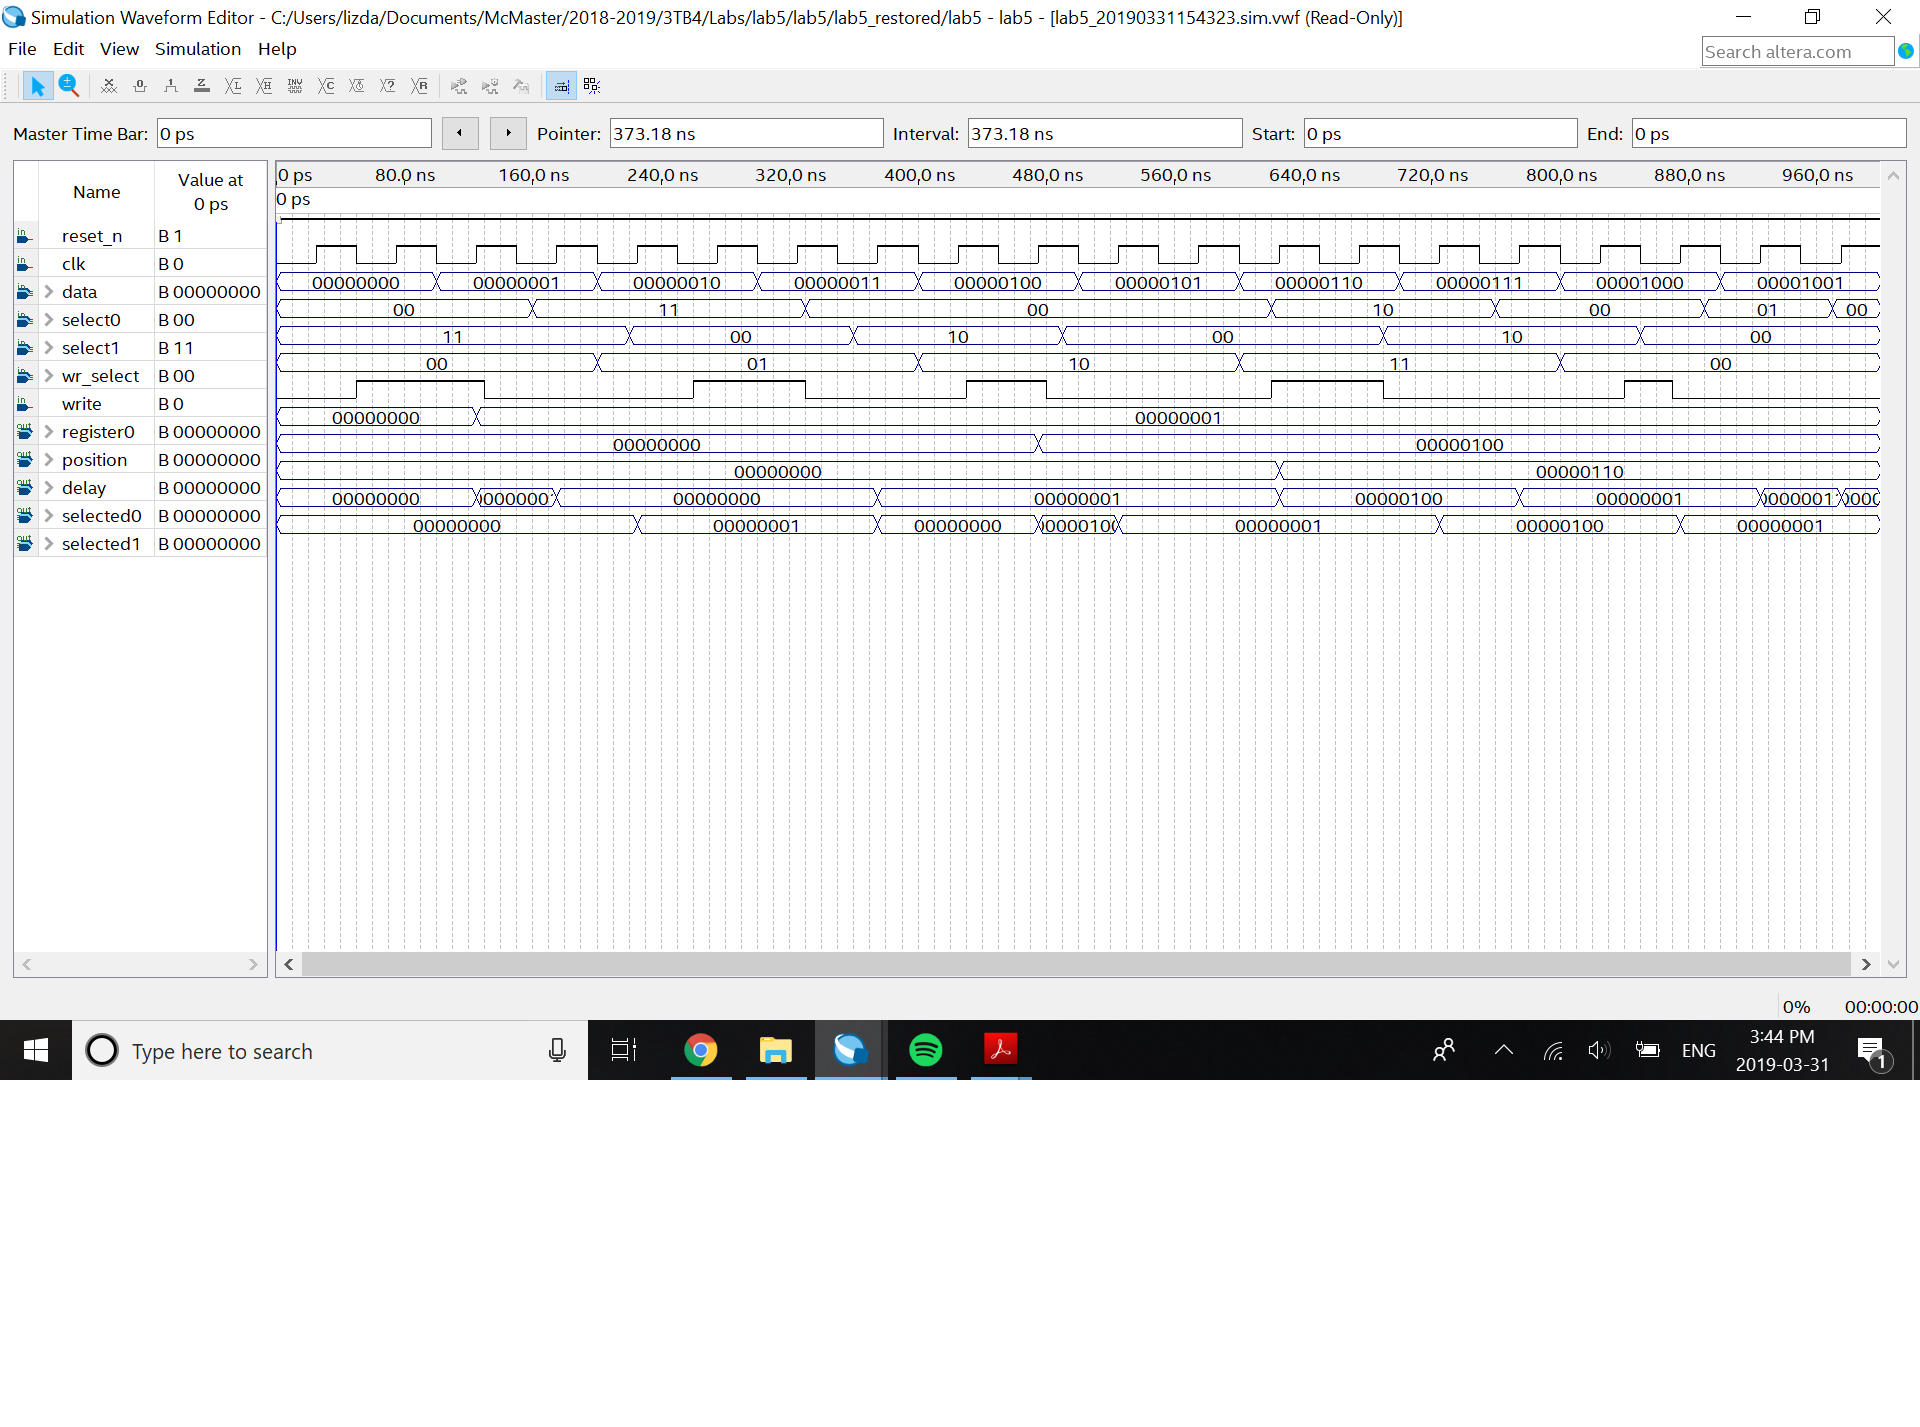 Simulation Waveform Editor - C:/Users/lizda/Documents/McMaster/2018-2019/3TB4/Labs/lab5/lab5/lab5_restored/lab5 - lab5 - [lab5_20190331154323.sim.vwf (Read-Only)]
File Edit View Simulation Help
Search altera.com
Master Time Bar: 0 ps Pointer: 373.18 ns Interval: 373.18 ns Start: 0 ps End: 0 ps
Name Value at 0 ps
0 ps 80.0 ns 160,0 ns 240,0 ns 320,0 ns 400,0 ns 480,0 ns 560,0 ns 640,0 ns 720,0 ns 800,0 ns 880,0 ns 960,0 ns
0 ps
reset_n B 1
clk B 0
data B 00000000 00000000 00000001 00000010 00000011 00000100 00000101 00000110 00000111 00001000 00001001
select0 B 00 00 11 00 10 00 01 00
select1 B 11 11 00 10 00 10 00
wr_select B 00 00 01 10 11 00
write B 0
register0 B 00000000 00000000 00000001
position B 00000000 00000000 00000100
delay B 00000000 00000000 00000110
selected0 B 00000000 00000000 00000000 00000001 00000100 00000001
selected1 B 00000000 00000000 00000001 00000000 00000001 00000100 00000001
0% 00:00:00
Type here to search
ENG
3:44 PM
2019-03-31
1